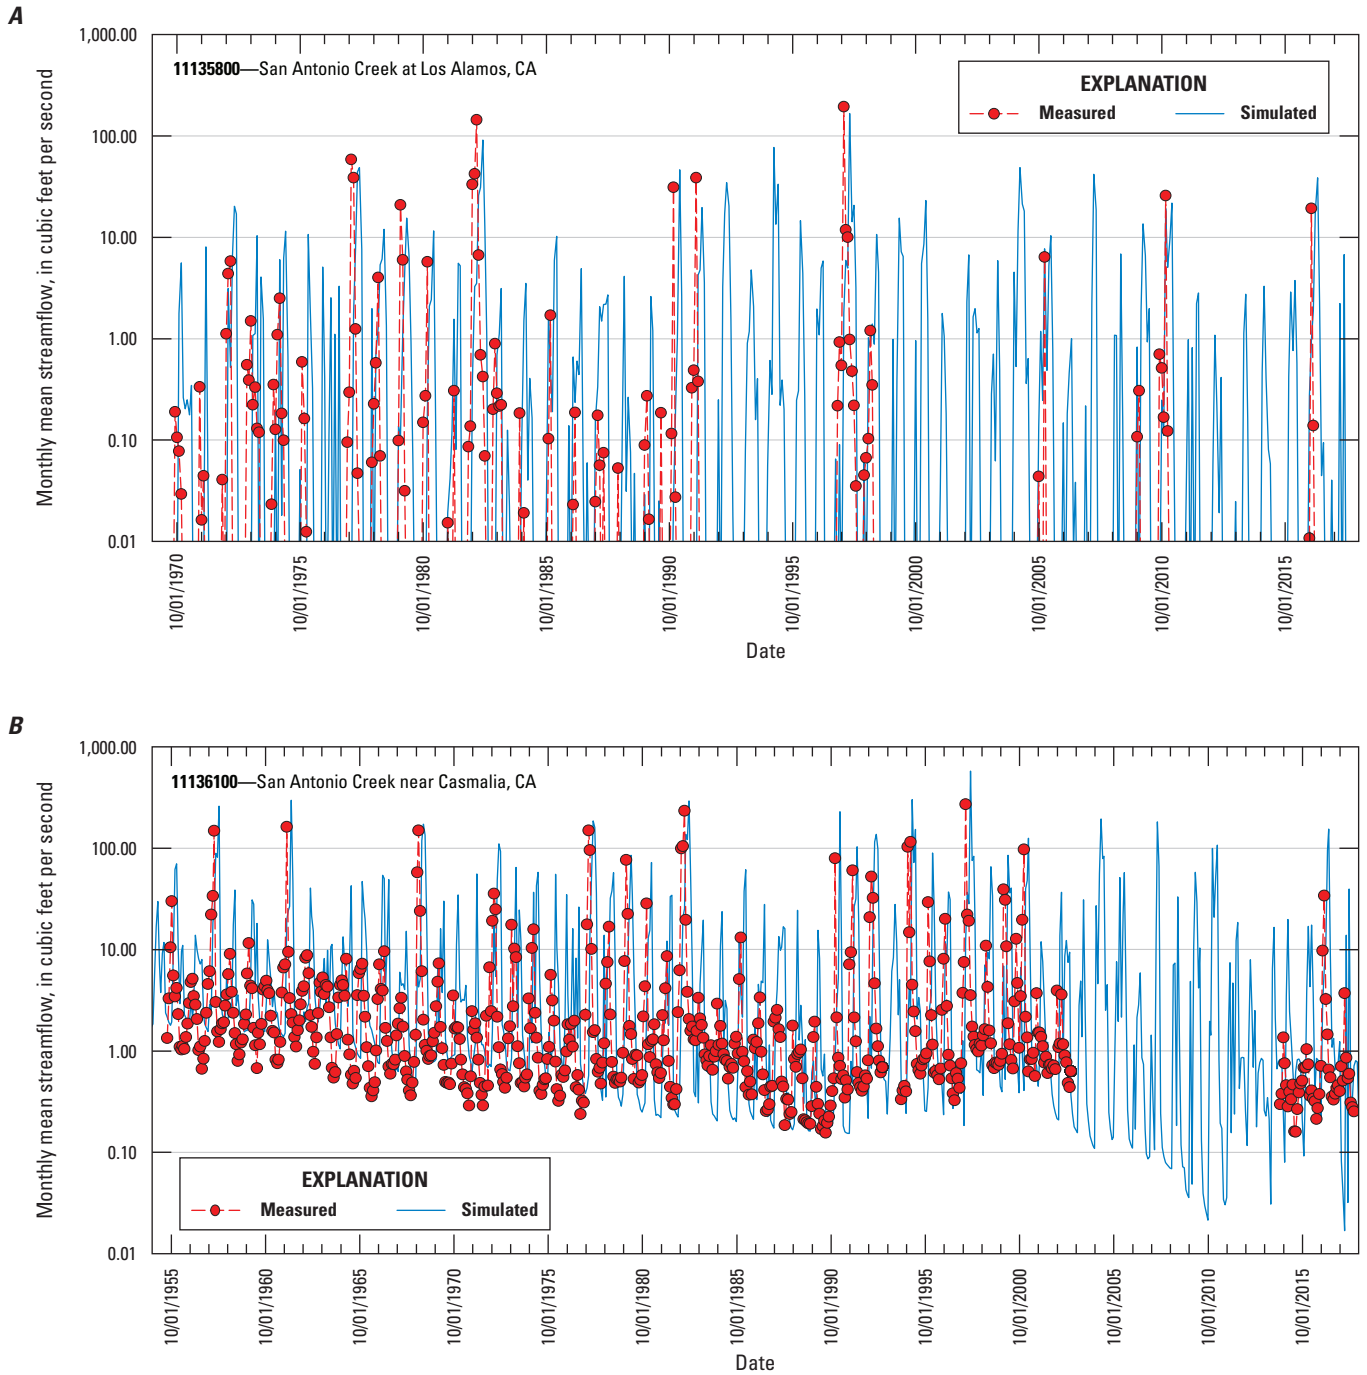 A
Monthly mean streamflow, in cubic feet per second
1,000.00
100.00
10.00
1.00
0.10
0.01
11135800—San Antonio Creek at Los Alamos, CA
EXPLANATION
Measured Simulated
10/01/1970 10/01/1975 10/01/1980 10/01/1985 10/01/1990 10/01/1995 10/01/2000 10/01/2005 10/01/2010 10/01/2015
Date
B
Monthly mean streamflow, in cubic feet per second
1,000.00
100.00
10.00
1.00
0.10
0.01
11136100—San Antonio Creek near Casmalia, CA
EXPLANATION
Measured Simulated
10/01/1955 10/01/1960 10/01/1965 10/01/1970 10/01/1975 10/01/1980 10/01/1985 10/01/1990 10/01/1995 10/01/2000 10/01/2005 10/01/2010 10/01/2015
Date